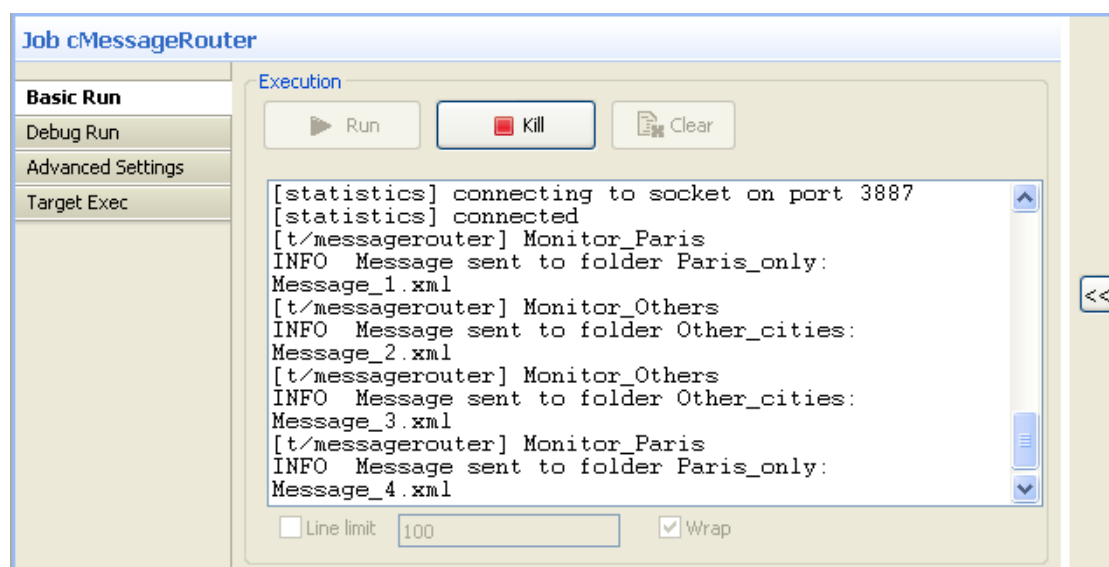 Job cMessageRouter
Basic Run
Debug Run
Advanced Settings
Target Exec
Execution
Run Kill Clear
[statistics] connecting to socket on port 3887
[statistics] connected
[t/messagerouter] Monitor_Paris
INFO  Message sent to folder Paris_only:
Message_1.xml
[t/messagerouter] Monitor_Others
INFO  Message sent to folder Other_cities:
Message_2.xml
[t/messagerouter] Monitor_Others
INFO  Message sent to folder Other_cities:
Message_3.xml
[t/messagerouter] Monitor_Paris
INFO  Message sent to folder Paris_only:
Message_4.xml
Line limit 100 Wrap
<<